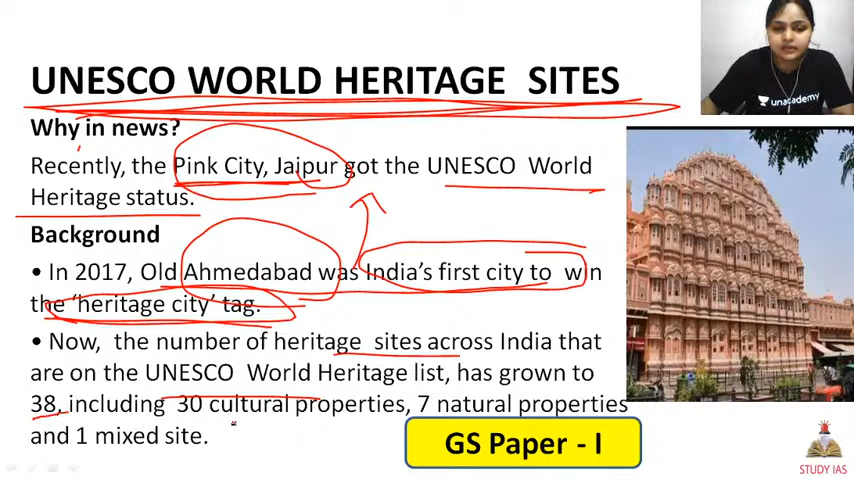 UNESCO WORLD HERITAGE SITES
unacademy
Why in news?
Recently, the Pink City, Jaipur got the UNESCO World
Heritage status.
Background
• In 2017, Old Ahmedabad was India's first city to win
the 'heritage city' tag.
• Now, the number of heritage sites across India that
are on the UNESCO World Heritage list, has grown to
38, including 30 cultural properties, 7 natural properties
and 1 mixed site.
GS Paper - I
STUDY IAS